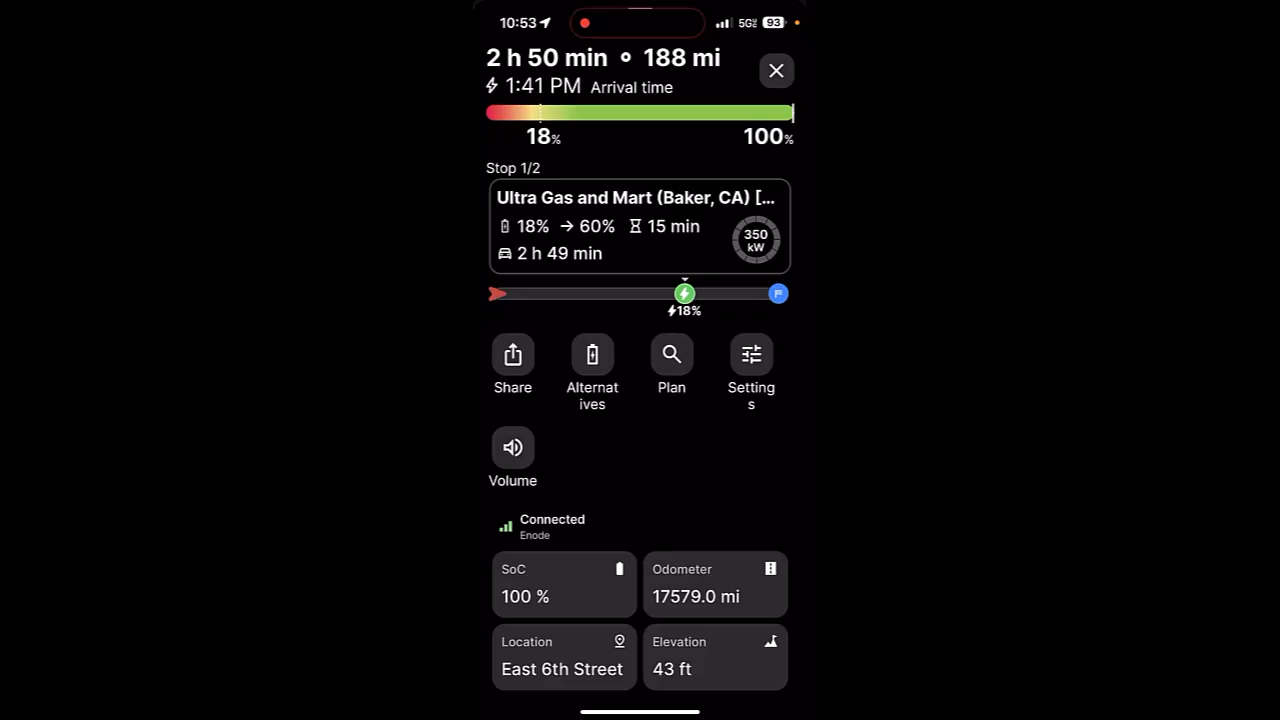 10:53 5G 93
2 h 50 min 188 mi
1:41 PM Arrival time
18% 100%
Stop 1/2
Ultra Gas and Mart (Baker, CA) [...
18% → 60% 15 min
350
kW
2 h 49 min
18%
Share Alternat
ives Plan Setting
s
Volume
Connected
Enode
SoC
100 %
Odometer
17579.0 mi
Location
East 6th Street
Elevation
43 ft